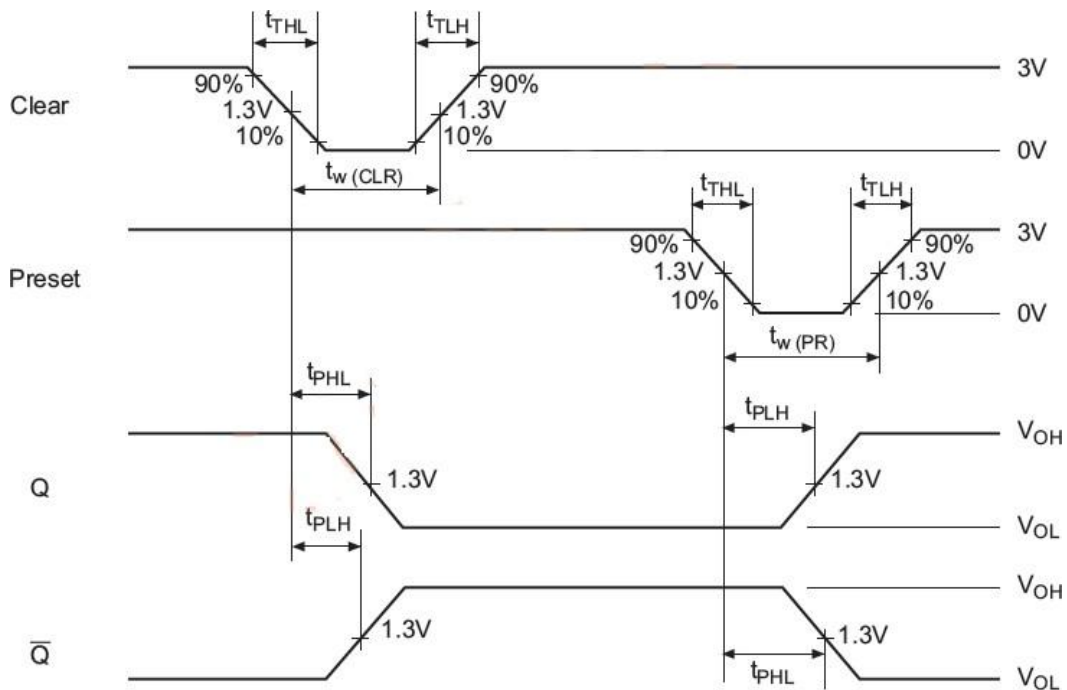 tTHL tTLH
90% 90% 3V
Clear 1.3V 1.3V
10% 10%
0V
tw (CLR)
tTHL tTLH
90% 90% 3V
Preset 1.3V 1.3V
10% 10%
0V
tw (PR)
tPHL
tPLH
VOH
Q 1.3V 1.3V
tPLH
VOL
VOH
Q̅ 1.3V 1.3V
tPHL
VOL